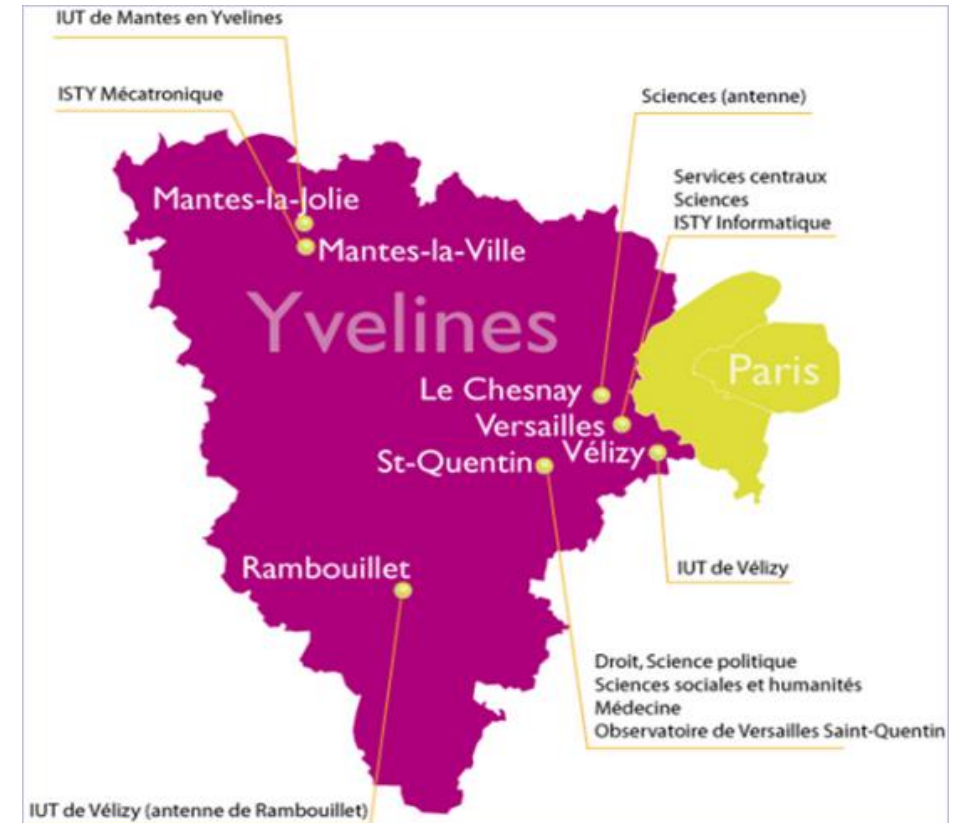 IUT de Mantes en Yvelines
ISTY Mécatronique
Sciences (antenne)
Services centraux
Sciences
ISTY Informatique
Mantes-la-Jolie
Mantes-la-Ville
Yvelines
Paris
Le Chesnay
Versailles
Vélizy
St-Quentin
Rambouillet
IUT de Vélizy
Droit, Science politique
Sciences sociales et humanités
Médecine
Observatoire de Versailles Saint-Quentin
IUT de Vélizy (antenne de Rambouillet)